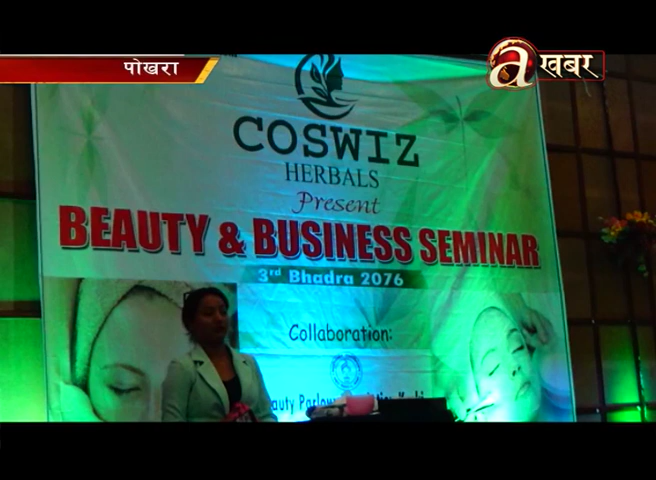 पोखरा
a खबर
COSWIZ
HERBALS
Present
BEAUTY & BUSINESS SEMINAR
3rd Bhadra 2076
Collaboration: